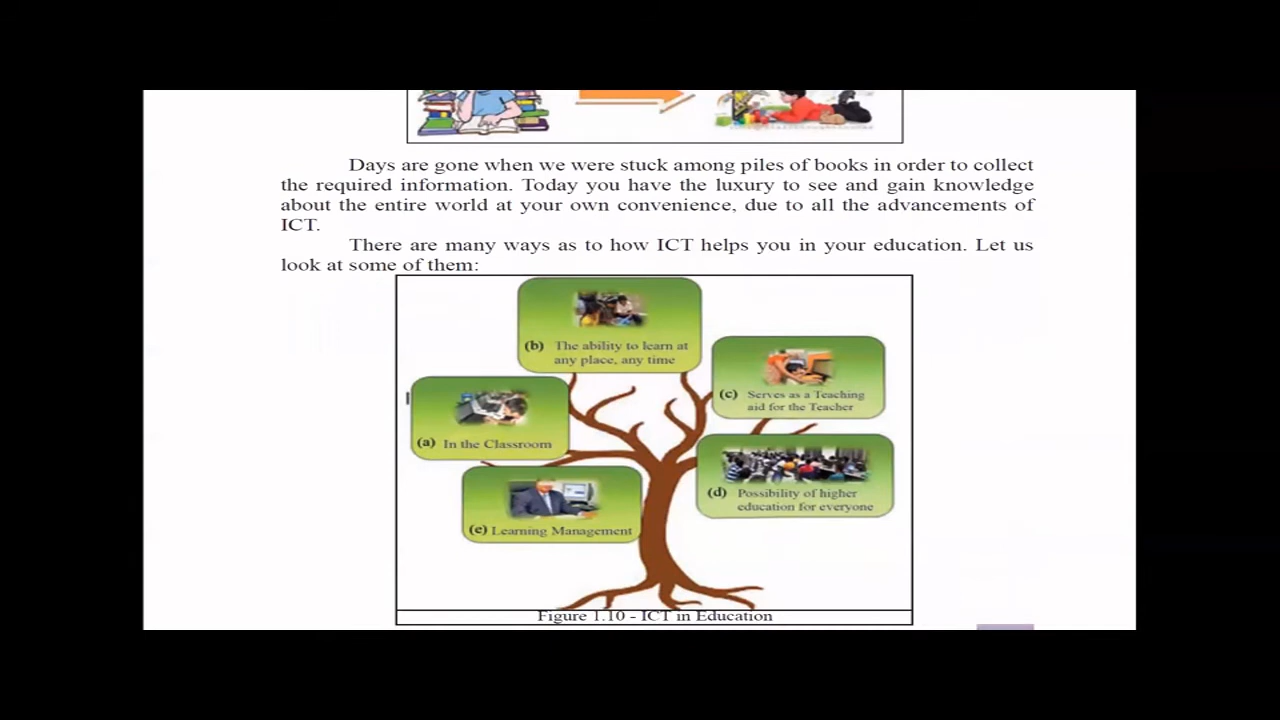 Days are gone when we were stuck among piles of books in order to collect
the required information. Today you have the luxury to see and gain knowledge
about the entire world at your own convenience, due to all the advancements of
ICT.
There are many ways as to how ICT helps you in your education. Let us
look at some of them:
(b) The ability to learn at
any place, any time
(c) Serves as a Teaching
aid for the Teacher
(a) In the Classroom
(d) Possibility of higher
education for everyone
(e) Learning Management
Figure 1.10 - ICT in Education